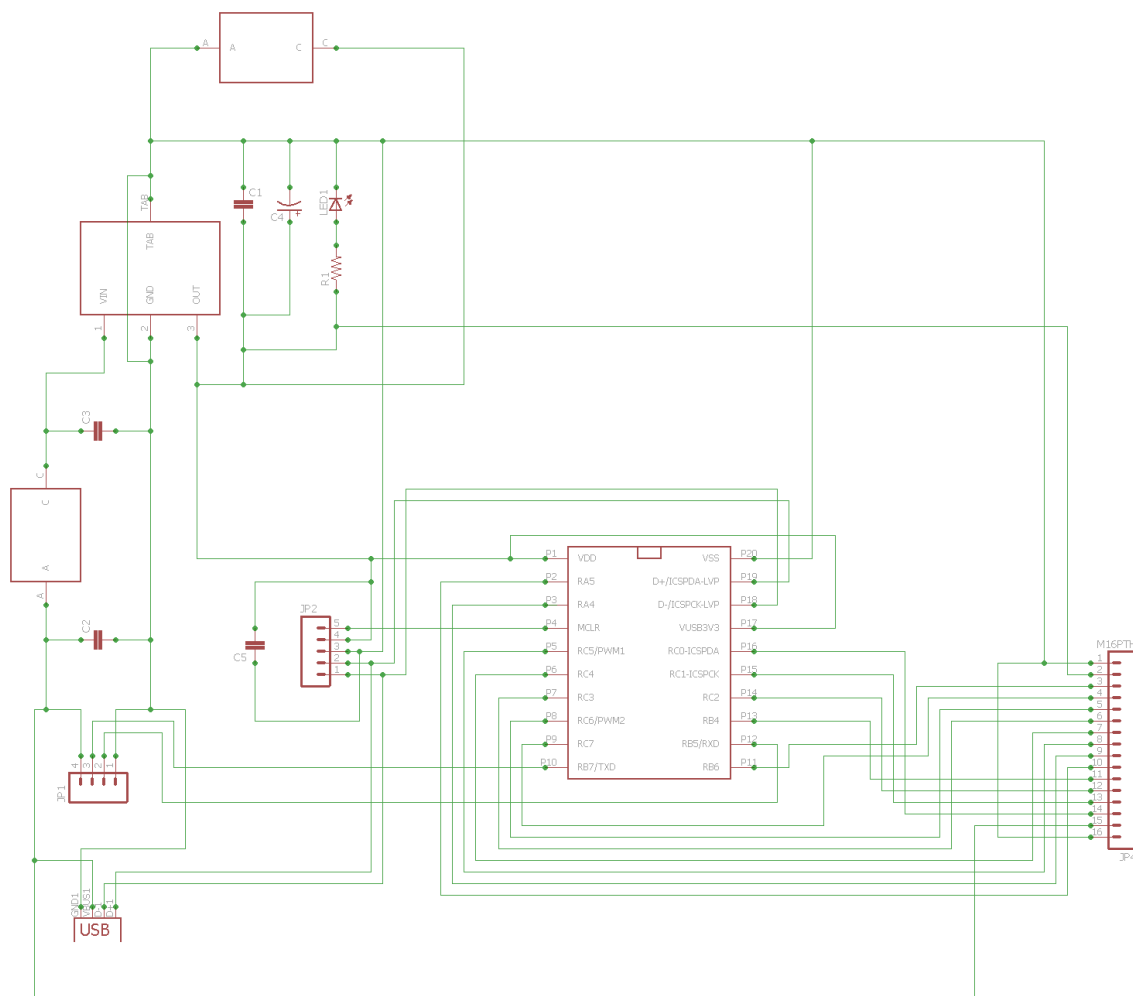 A A C C
TAB
C1
C4 +
LED1
TAB
R1
VIN GND OUT
1 2 3
C3
C
C
A
A
C2
JP2
5
4
3
2
1
C5
P1 VDD VSS P20
P2 RA5 D+/ICSPDA-LVP P19
P3 RA4 D-/ICSPCK-LVP P18
P4 MCLR VUSB3V3 P17
P5 RC5/PWM1 RC0-ICSPDA P16
P6 RC4 RC1-ICSPCK P15
P7 RC3 RC2 P14
P8 RC6/PWM2 RB4 P13
P9 RC7 RB5/RXD P12
P10 RB7/TXD RB6 P11
M16PTH
1
2
3
4
5
6
7
8
9
10
11
12
13
14
15
16
JP4
4 3 2 1
JP1
GND1
USB